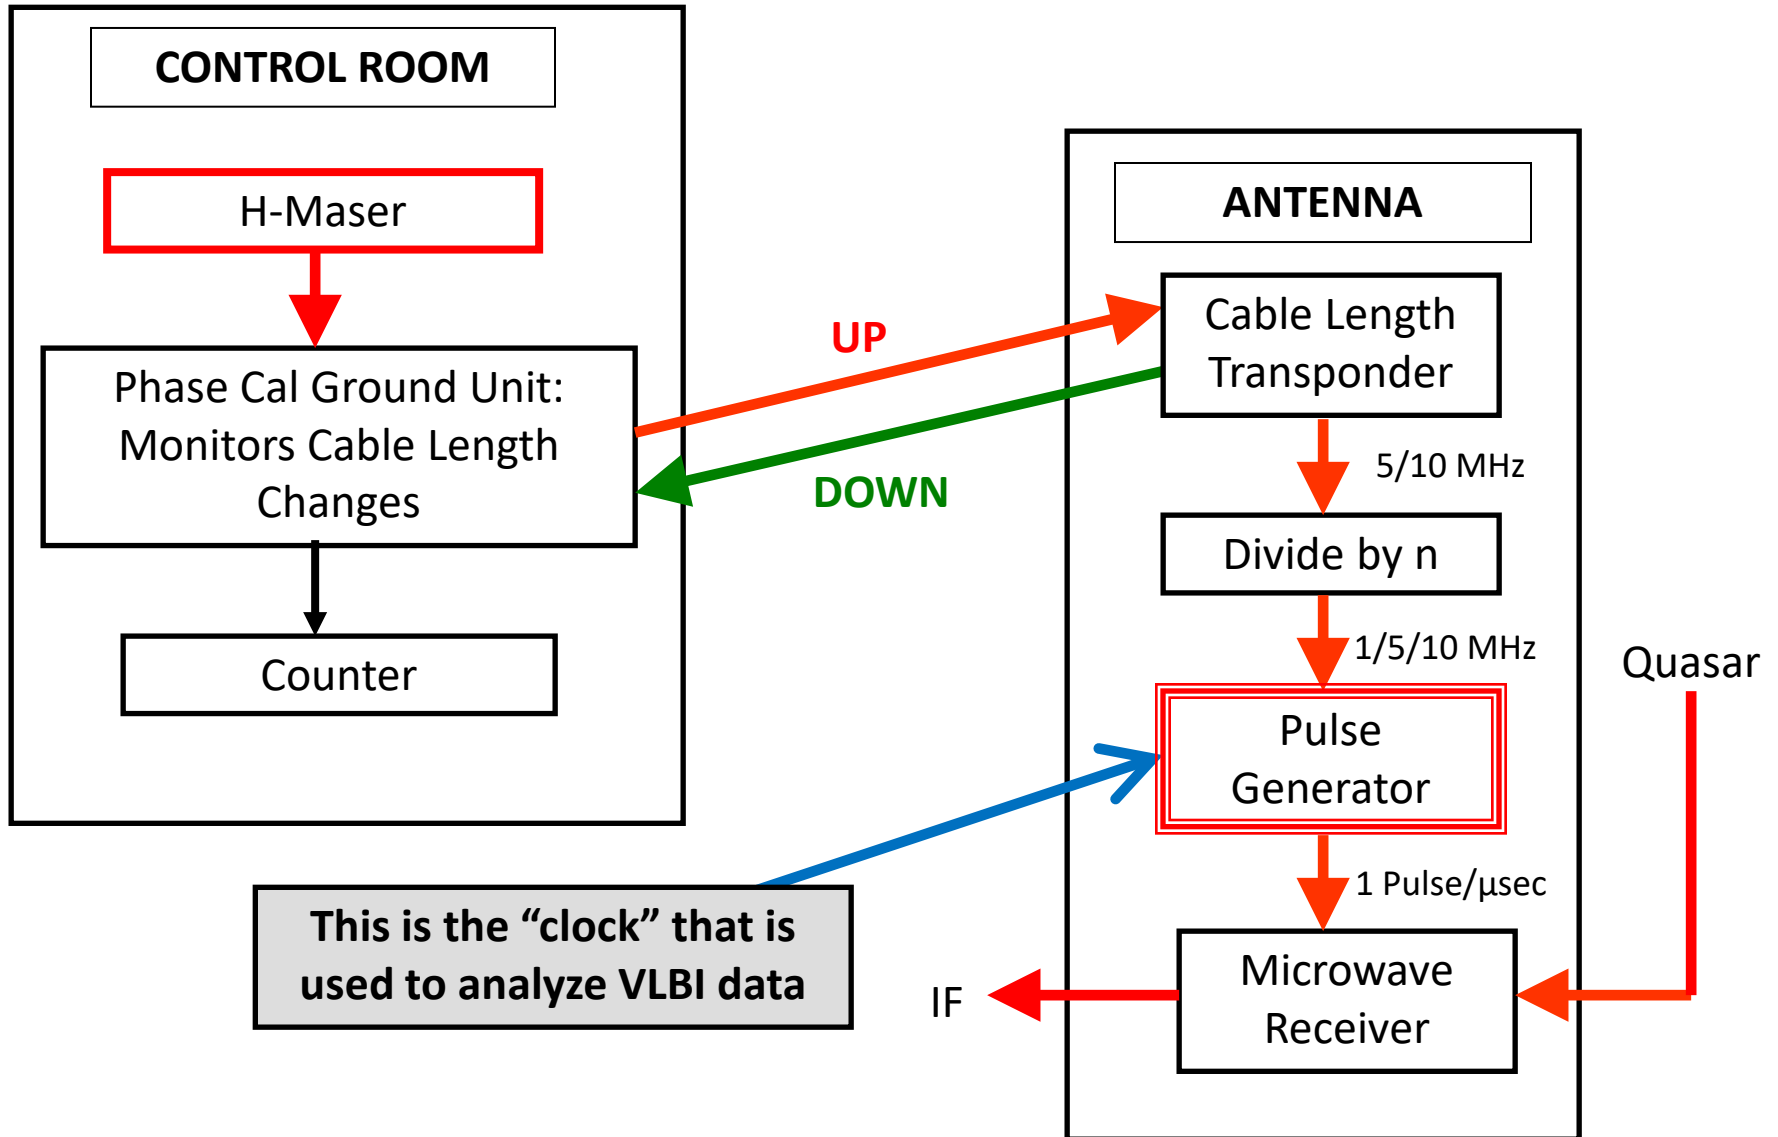 CONTROL ROOM
H-Maser
Phase Cal Ground Unit:
Monitors Cable Length
Changes
Counter
UP
DOWN
ANTENNA
Cable Length
Transponder
5/10 MHz
Divide by n
1/5/10 MHz
Pulse
Generator
1 Pulse/μsec
Microwave
Receiver
Quasar
IF
This is the “clock” that is
used to analyze VLBI data